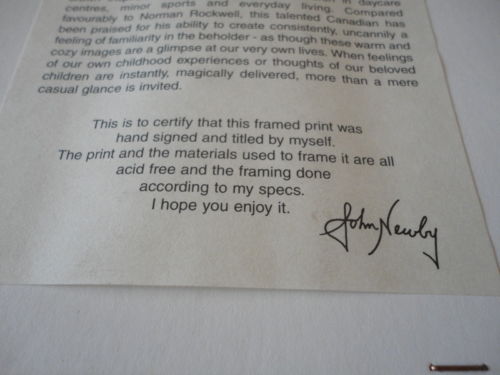 in daycare
centres, minor sports and everyday living. Compared
favourably to Norman Rockwell, this talented Canadian has
been praised for his ability to create consistently, uncannily a
feeling of familiarity in the beholder - as though these warm and
cozy images are a glimpse at our very own lives. When feelings
of our own childhood experiences or thoughts of our beloved
children are instantly, magically delivered, more than a mere
casual glance is invited.
This is to certify that this framed print was
hand signed and titled by myself.
The print and the materials used to frame it are all
acid free and the framing done
according to my specs.
I hope you enjoy it.
John Newby